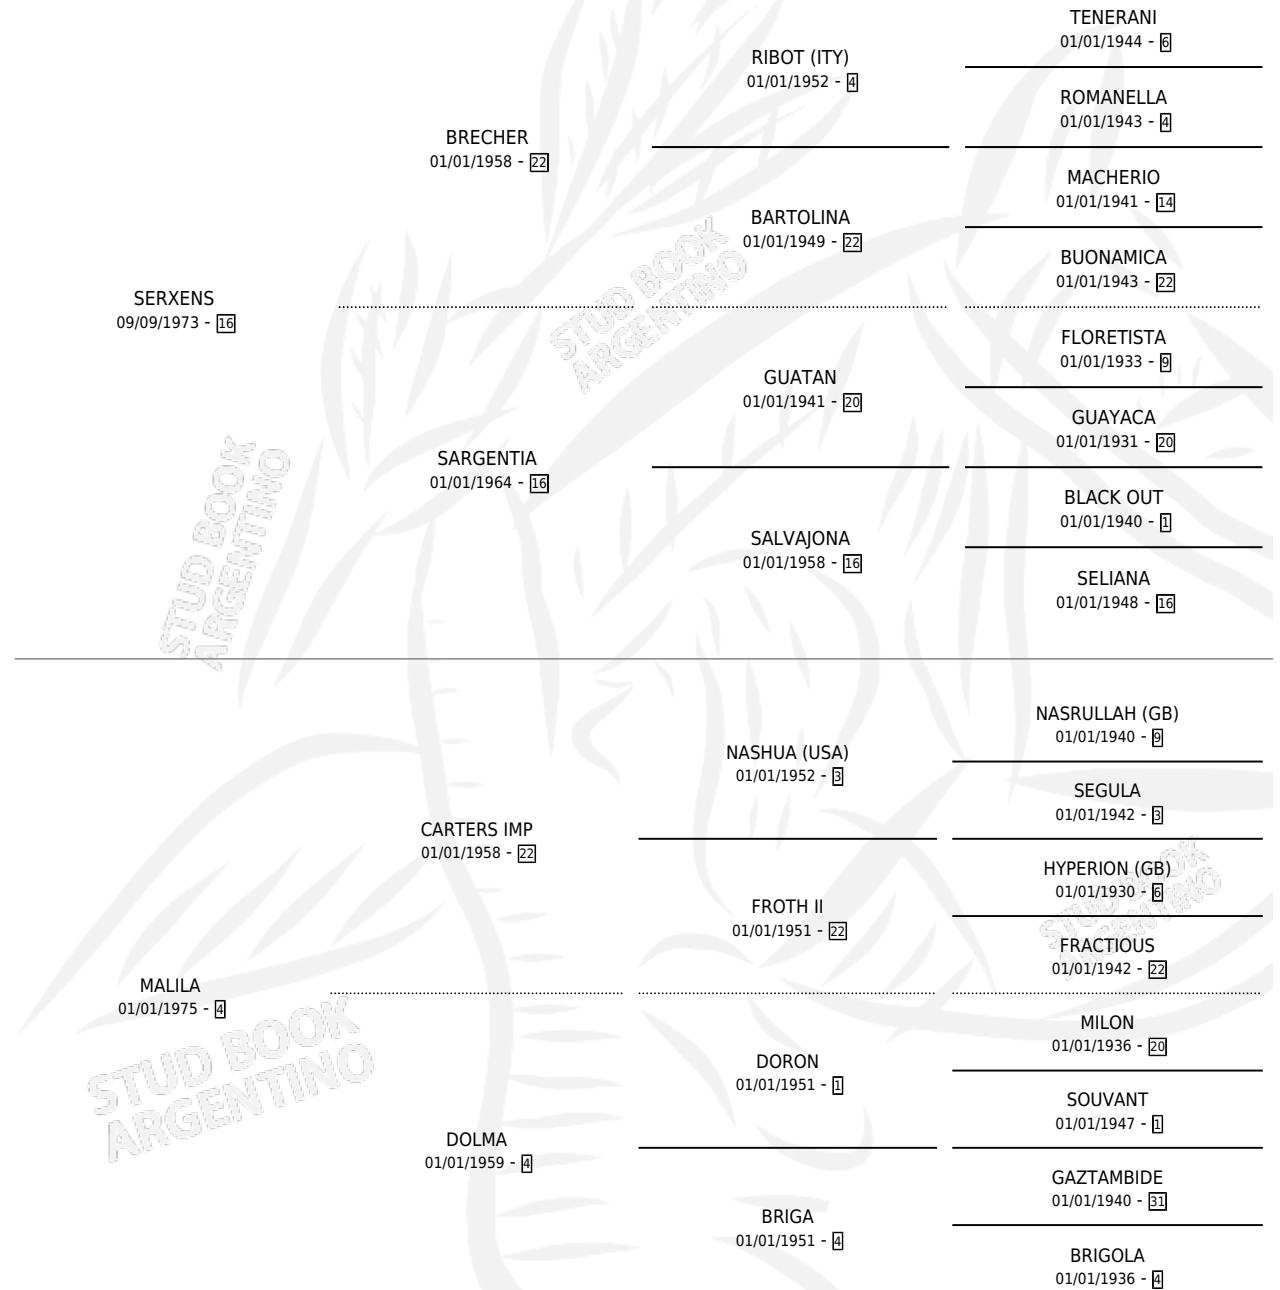 TENERANI
01/01/1944 - 6
RIBOT (ITY)
01/01/1952 - 4
ROMANELLA
01/01/1943 - 4
BRECHER
01/01/1958 - 22
MACHERIO
01/01/1941 - 14
BARTOLINA
01/01/1949 - 22
BUONAMICA
01/01/1943 - 22
SERXENS
09/09/1973 - 16
FLORETISTA
01/01/1933 - 9
GUATAN
01/01/1941 - 20
GUAYACA
01/01/1931 - 20
SARGENTIA
01/01/1964 - 16
BLACK OUT
01/01/1940 - 1
SALVAJONA
01/01/1958 - 16
SELIANA
01/01/1948 - 16
NASRULLAH (GB)
01/01/1940 - 9
NASHUA (USA)
01/01/1952 - 3
SEGULA
01/01/1942 - 3
CARTERS IMP
01/01/1958 - 22
HYPERION (GB)
01/01/1930 - 6
FROTH II
01/01/1951 - 22
FRACTIOUS
01/01/1942 - 22
MALILA
01/01/1975 - 4
MILON
01/01/1936 - 20
DORON
01/01/1951 - 1
SOUVANT
01/01/1947 - 1
DOLMA
01/01/1959 - 4
GAZTAMBIDE
01/01/1940 - 31
BRIGA
01/01/1951 - 4
BRIGOLA
01/01/1936 - 4
STUD BOOK
ARGENTINO
STUD BOOK
ARGENTINO
STUD BOOK
ARGENTINO
STUD BOOK
ARGENTINO